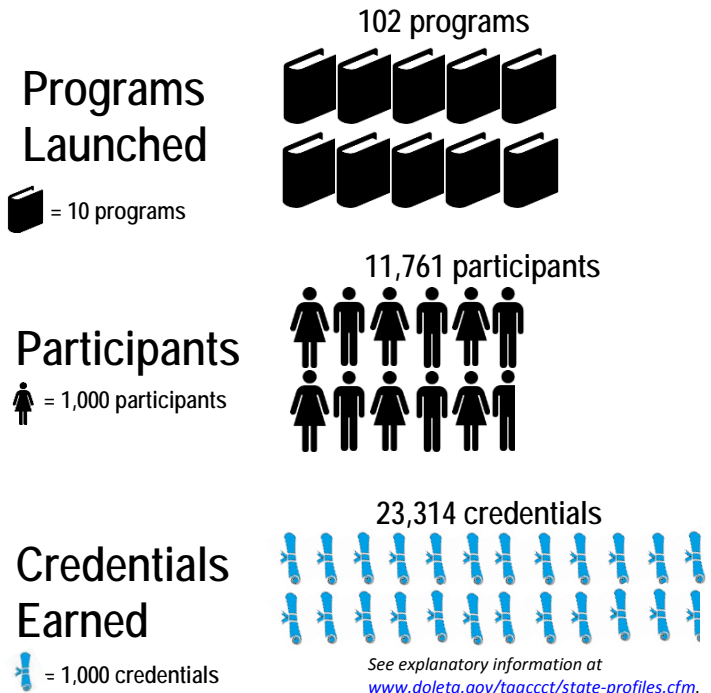 102 programs
Programs
Launched
= 10 programs
11,761 participants
Participants
= 1,000 participants
23,314 credentials
Credentials
Earned
= 1,000 credentials
See explanatory information at
www.doleta.gov/taaccct/state-profiles.cfm.